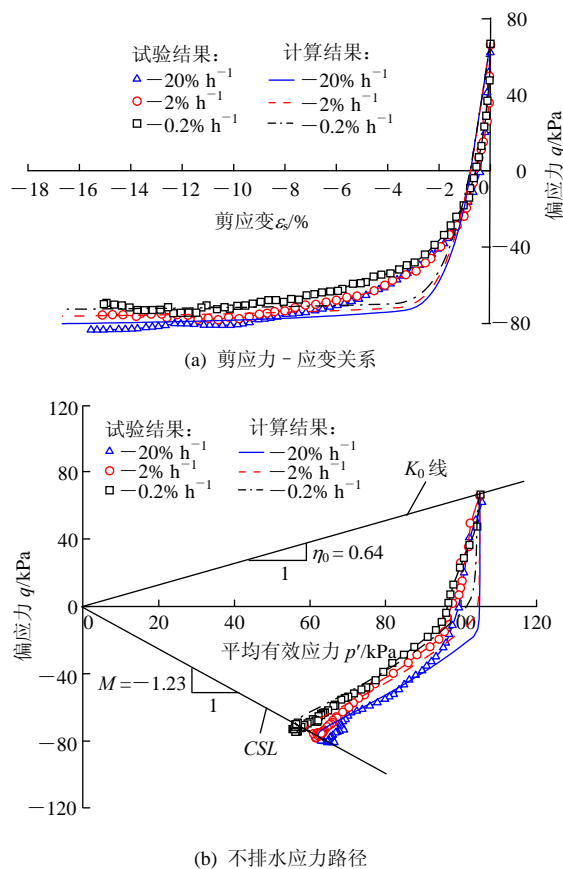 80
试验结果： 计算结果：
−20% h⁻¹ −20% h⁻¹
−2% h⁻¹ −2% h⁻¹
−0.2% h⁻¹ −0.2% h⁻¹
40
偏应力 q/kPa
0
−18 −16 −14 −12 −10 −8 −6 −4 −2 0
剪应变εs/%
−40
−80
(a) 剪应力－应变关系
120
试验结果： 计算结果：
−20% h⁻¹ −20% h⁻¹
−2% h⁻¹ −2% h⁻¹
−0.2% h⁻¹ −0.2% h⁻¹
K₀ 线
80
40
η₀ = 0.64
1
偏应力 q/kPa
0
0 20 40 60 80 100 120
平均有效应力 p′/kPa
−40
M = −1.23
1
CSL
−80
−120
(b) 不排水应力路径